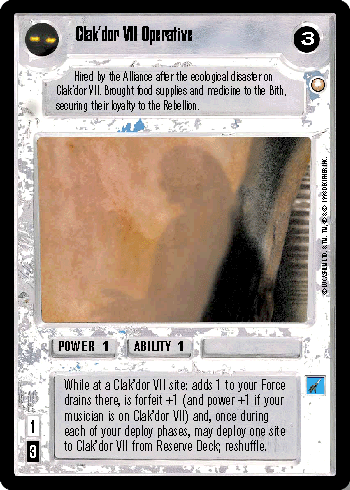 Clak'dor VII Operative
3
Hired by the Alliance after the ecological disaster on
Clak'dor VII. Brought food supplies and medicine to the Bith,
securing their loyalty to the Rebellion.
POWER 1
ABILITY 1
While at a Clak'dor VII site: adds 1 to your Force
drains there, is forfeit +1 (and power +1 if your
musician is on Clak'dor VII) and, once during
each of your deploy phases, may deploy one site
to Clak'dor VII from Reserve Deck; reshuffle.
1
3